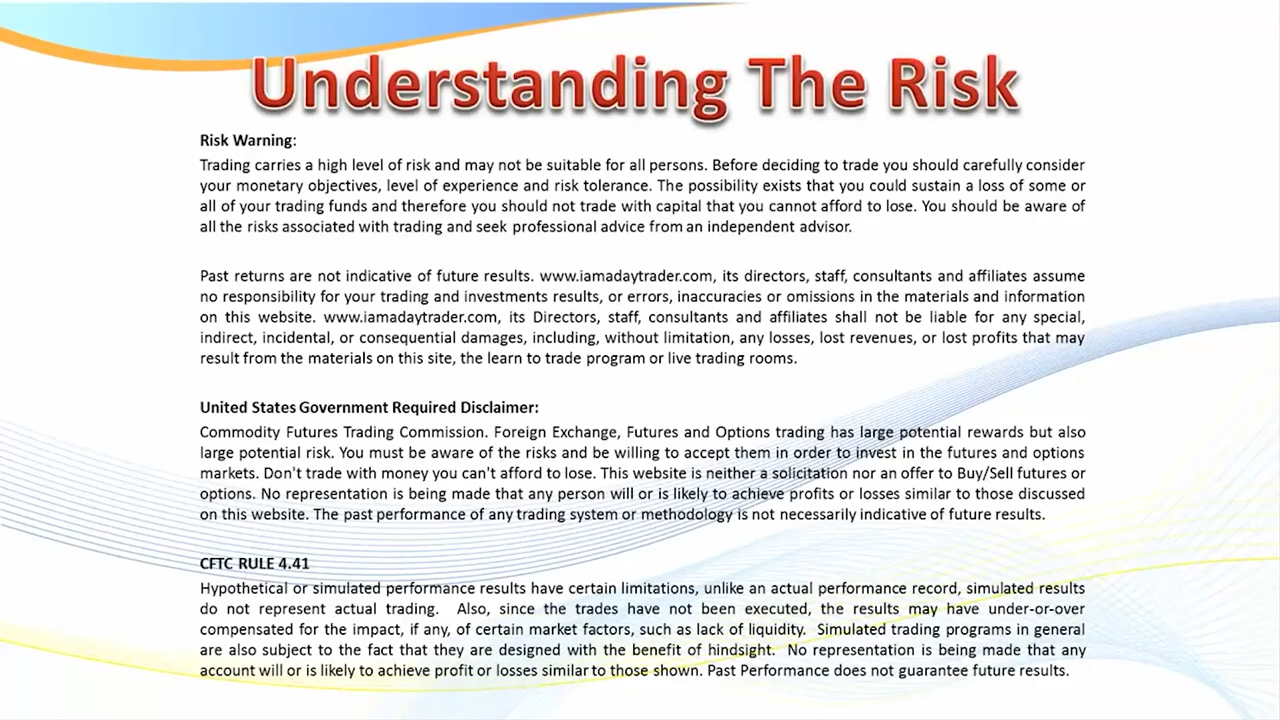 Understanding The Risk
Risk Warning:
Trading carries a high level of risk and may not be suitable for all persons. Before deciding to trade you should carefully consider
your monetary objectives, level of experience and risk tolerance. The possibility exists that you could sustain a loss of some or
all of your trading funds and therefore you should not trade with capital that you cannot afford to lose. You should be aware of
all the risks associated with trading and seek professional advice from an independent advisor.
Past returns are not indicative of future results. www.iamadaytrader.com, its directors, staff, consultants and affiliates assume
no responsibility for your trading and investments results, or errors, inaccuracies or omissions in the materials and information
on this website. www.iamadaytrader.com, its Directors, staff, consultants and affiliates shall not be liable for any special,
indirect, incidental, or consequential damages, including, without limitation, any losses, lost revenues, or lost profits that may
result from the materials on this site, the learn to trade program or live trading rooms.
United States Government Required Disclaimer:
Commodity Futures Trading Commission. Foreign Exchange, Futures and Options trading has large potential rewards but also
large potential risk. You must be aware of the risks and be willing to accept them in order to invest in the futures and options
markets. Don't trade with money you can't afford to lose. This website is neither a solicitation nor an offer to Buy/Sell futures or
options. No representation is being made that any person will or is likely to achieve profits or losses similar to those discussed
on this website. The past performance of any trading system or methodology is not necessarily indicative of future results.
CFTC RULE 4.41
Hypothetical or simulated performance results have certain limitations, unlike an actual performance record, simulated results
do not represent actual trading. Also, since the trades have not been executed, the results may have under-or-over
compensated for the impact, if any, of certain market factors, such as lack of liquidity. Simulated trading programs in general
are also subject to the fact that they are designed with the benefit of hindsight. No representation is being made that any
account will or is likely to achieve profit or losses similar to those shown. Past Performance does not guarantee future results.